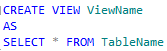 CREATE VIEW ViewName
AS
SELECT * FROM TableName